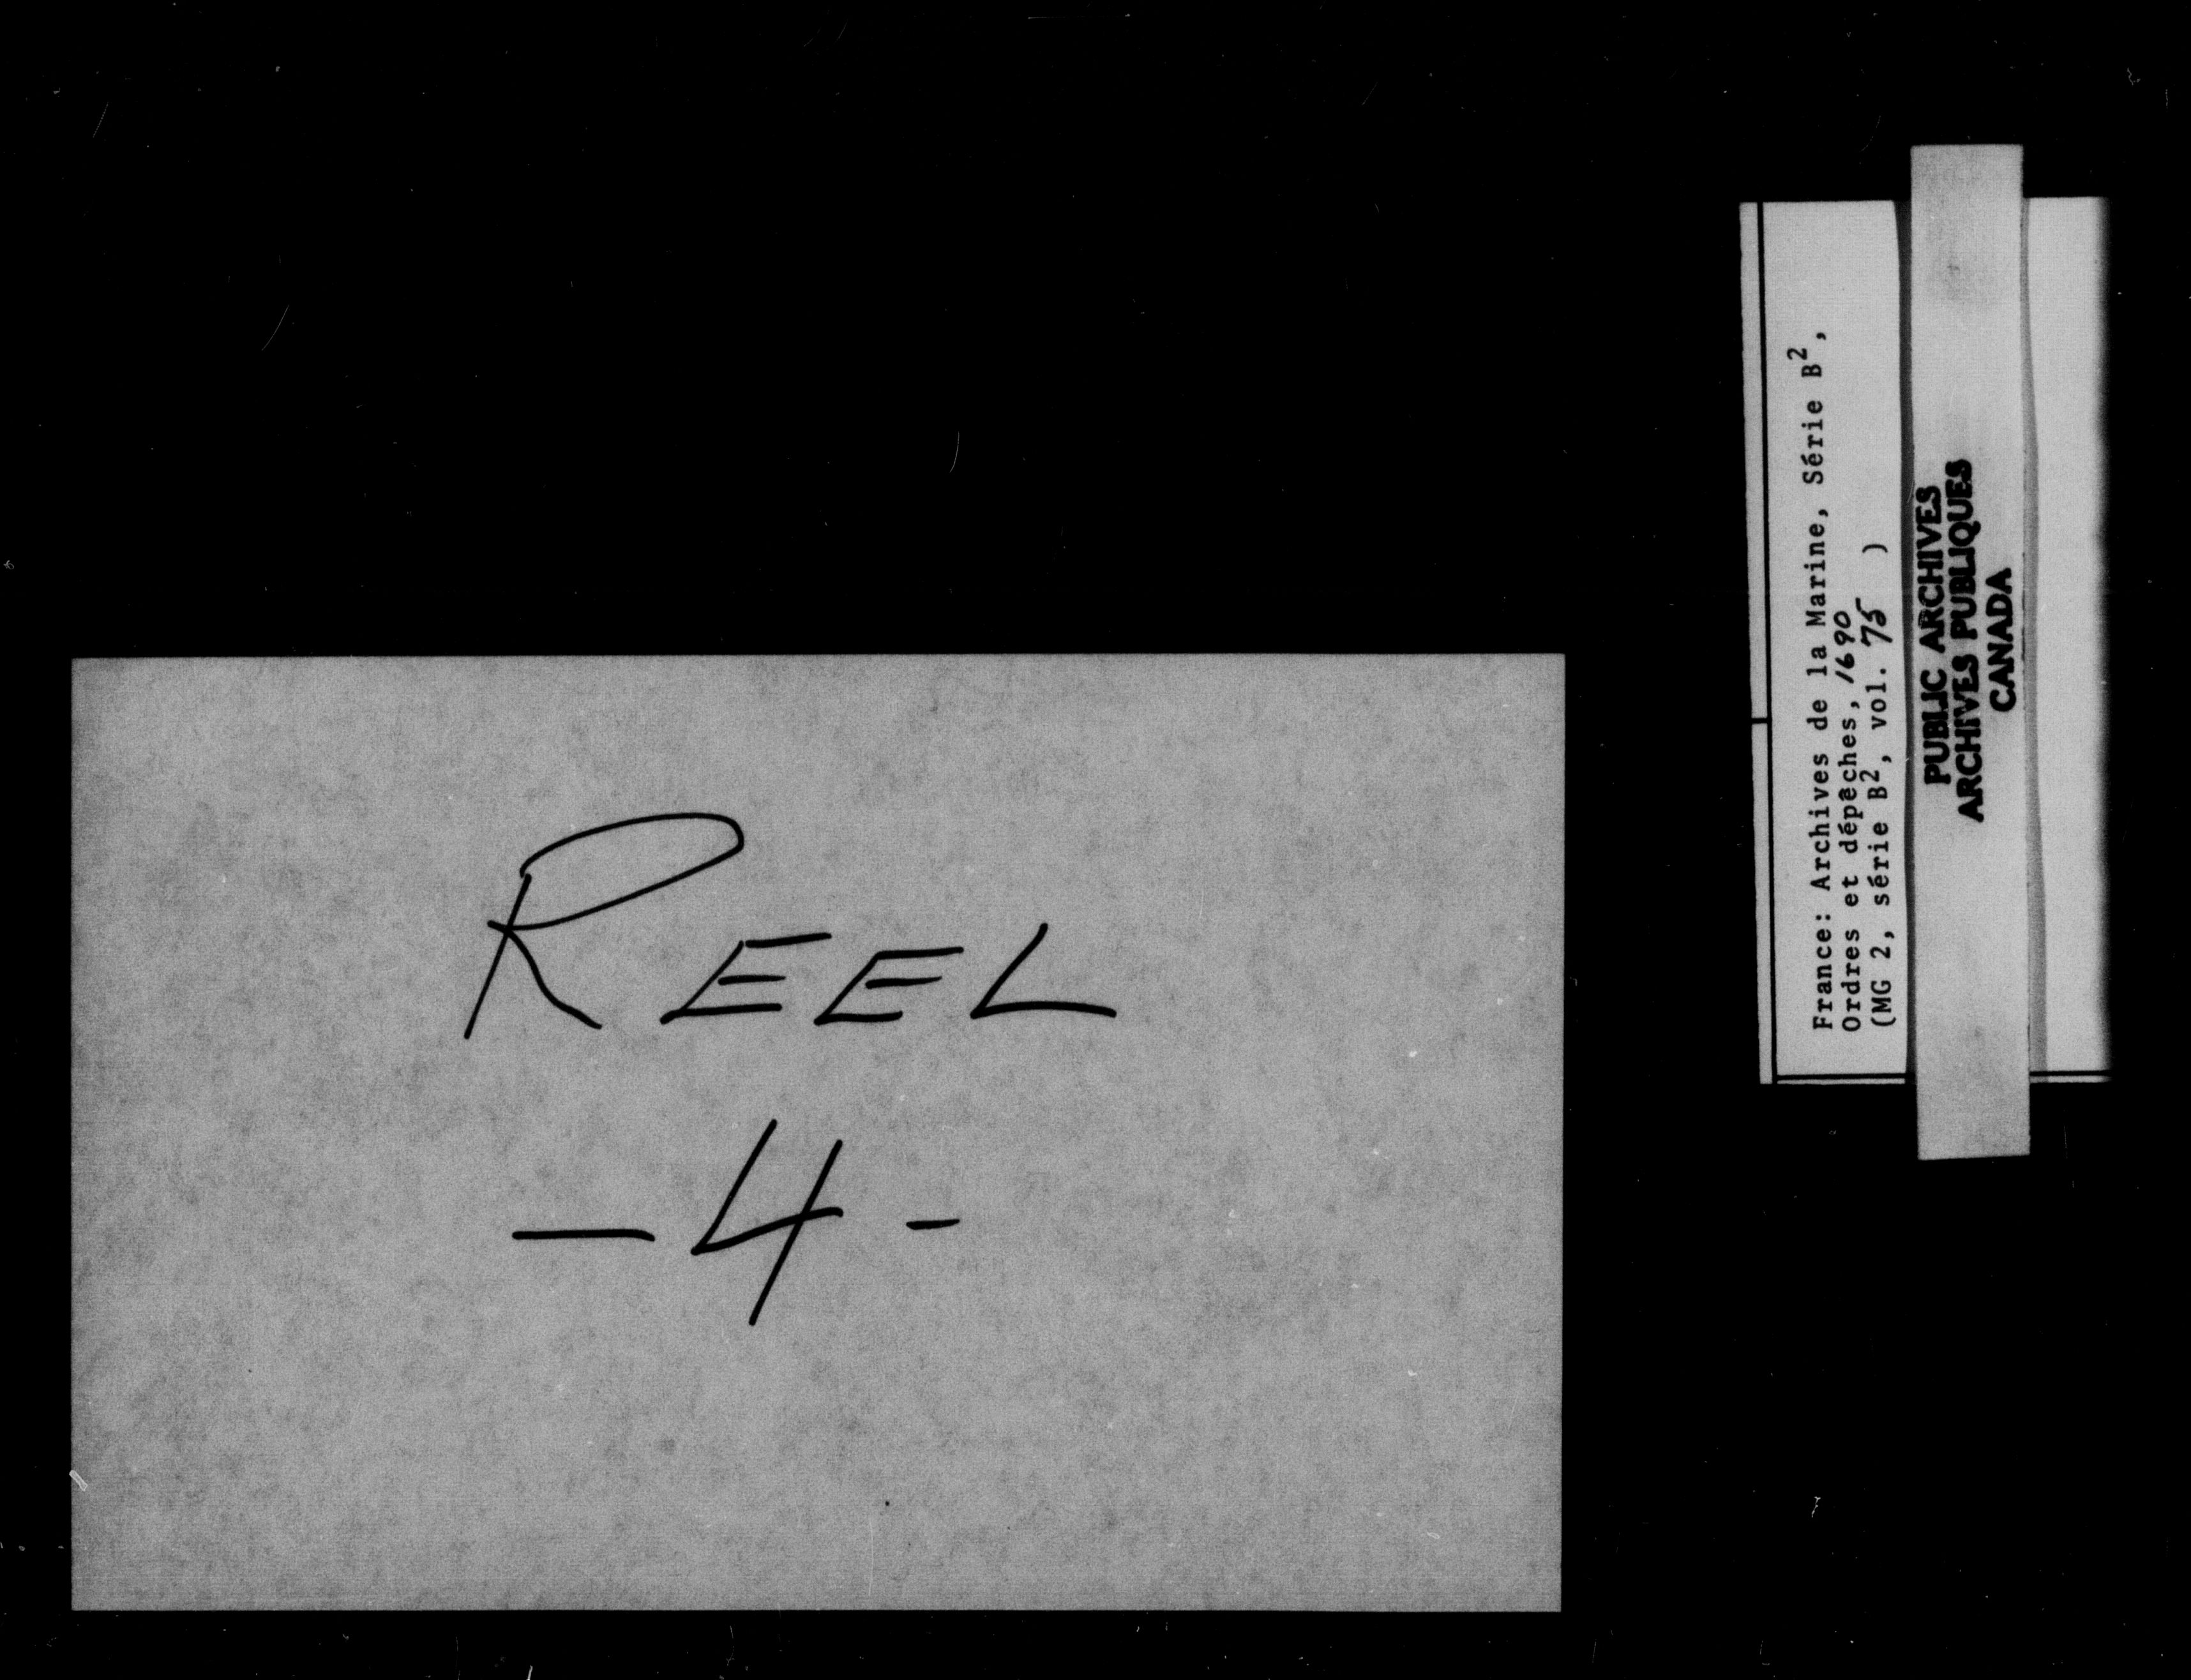 REEL
- 4 -
France: Archives de la Marine, Série B²,
Ordres et dépêches, 1690
(MG 2, série B², vol. 75 )
PUBLIC ARCHIVES
ARCHIVES PUBLIQUES
CANADA